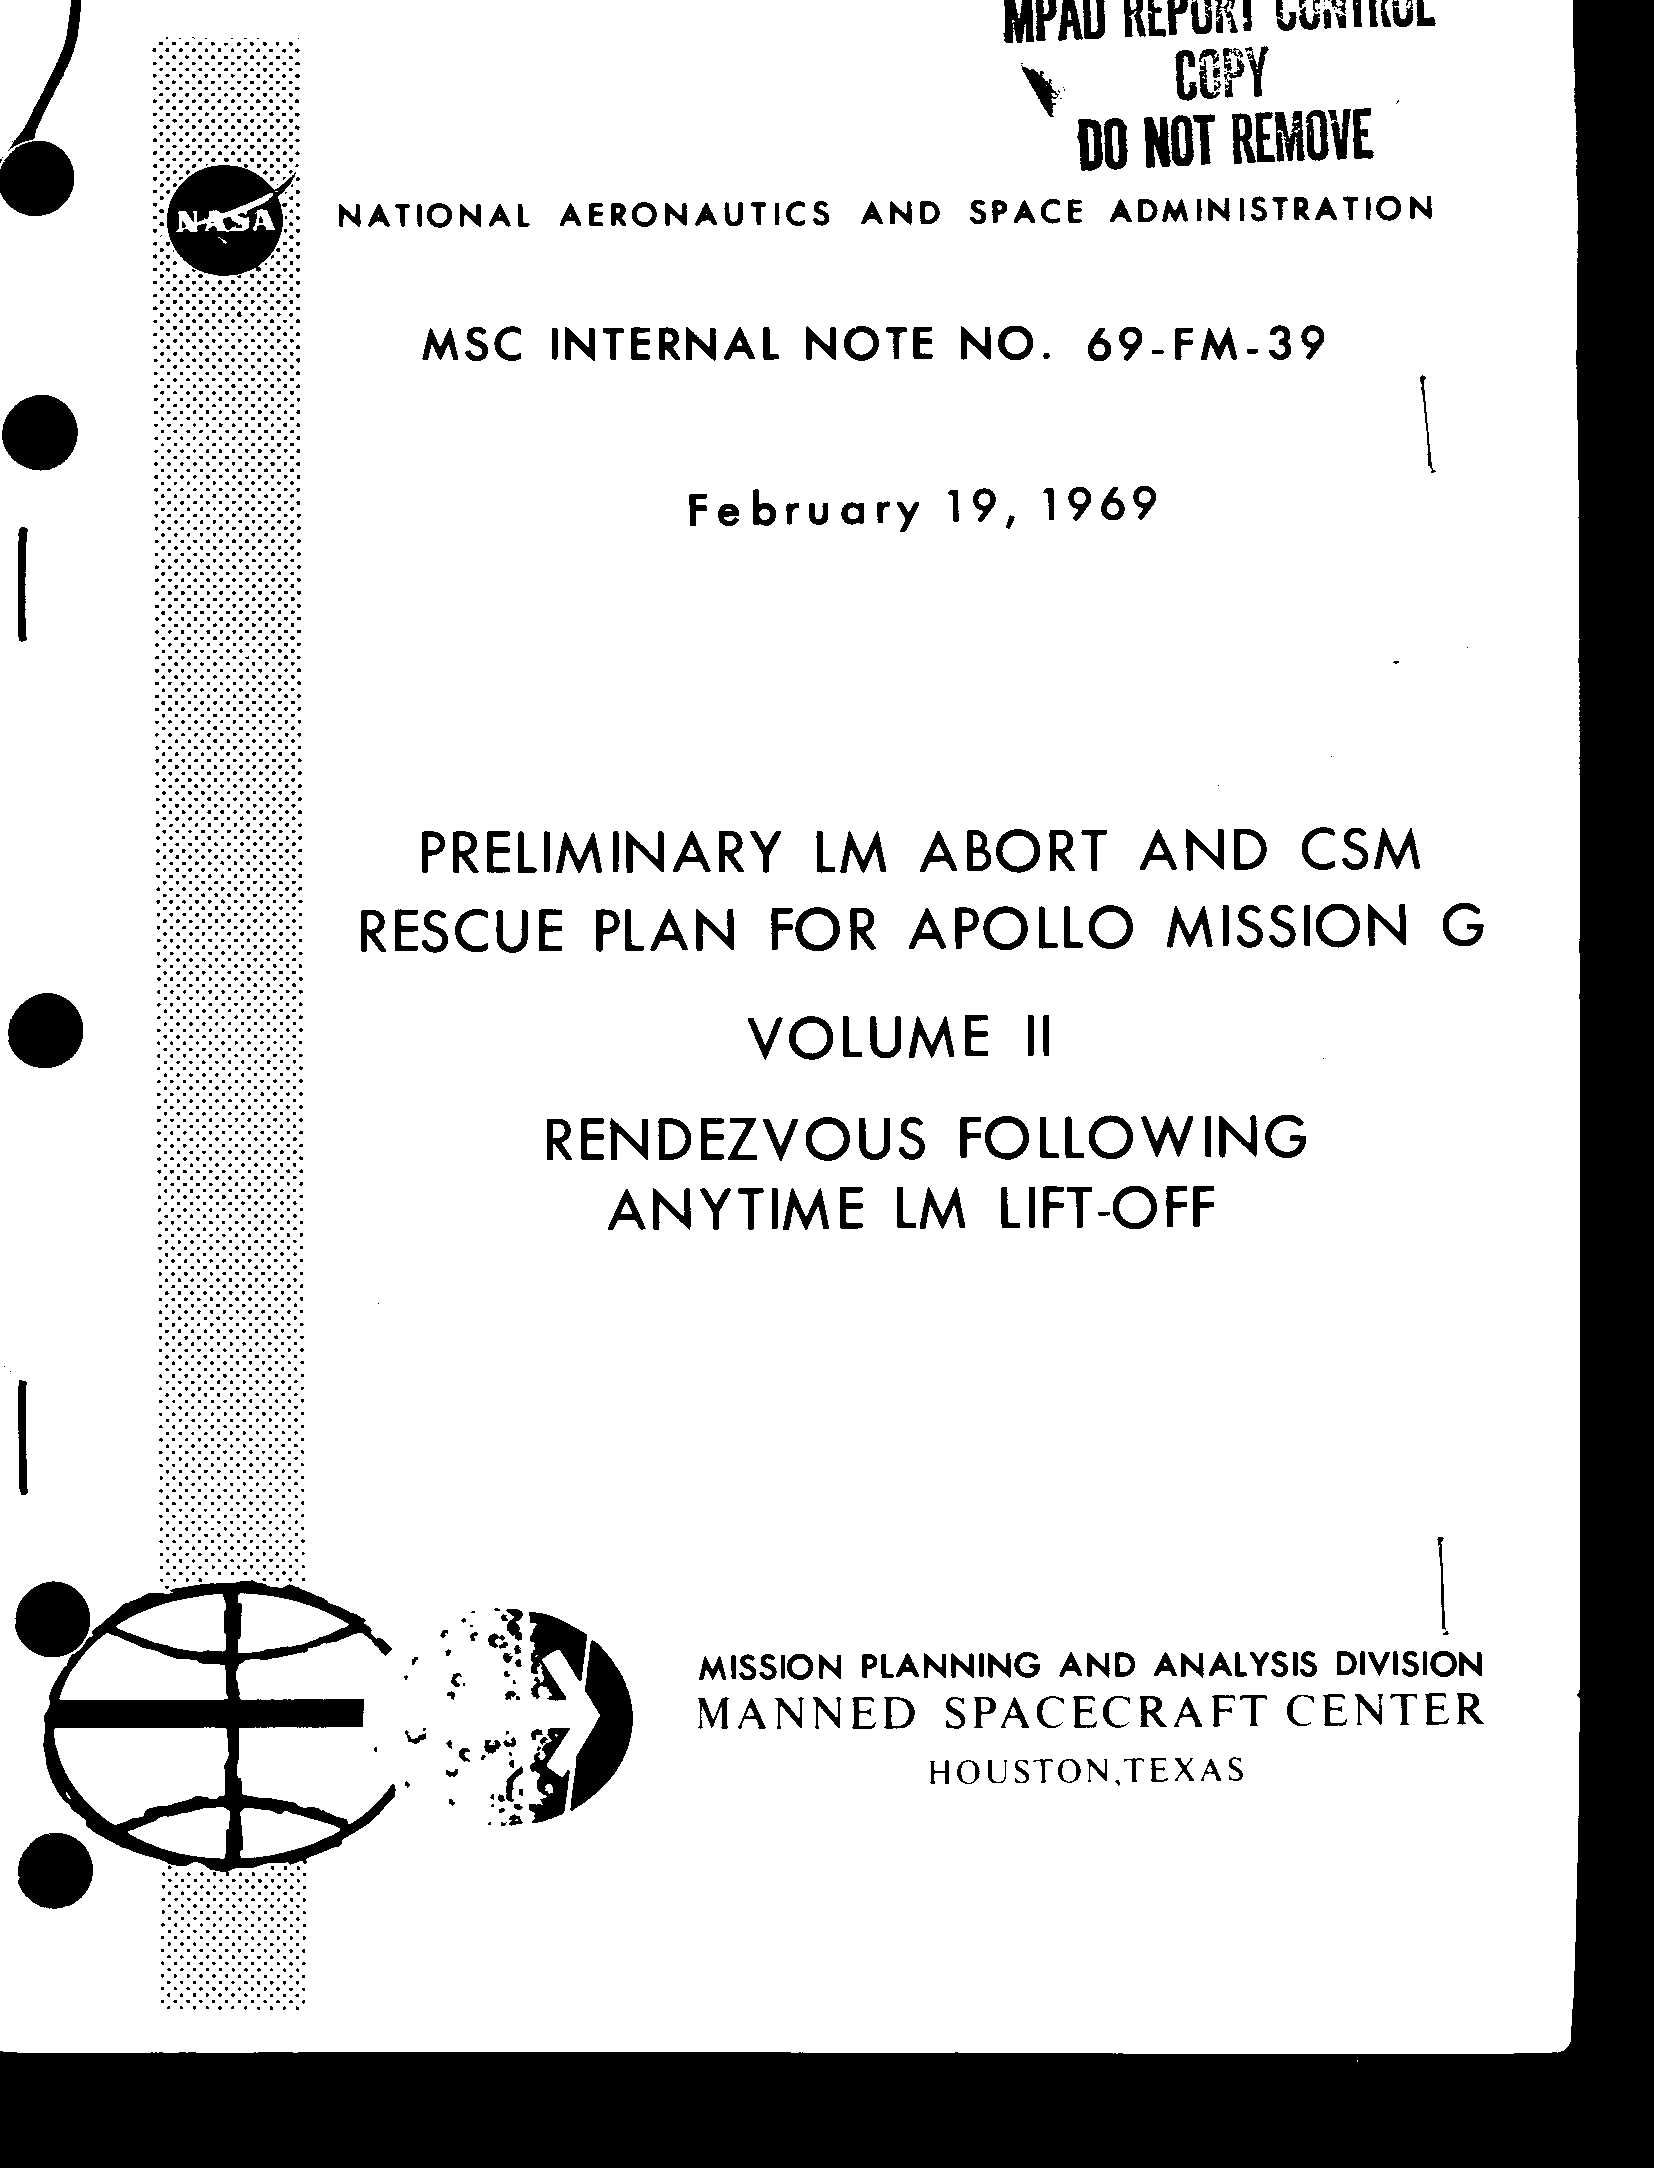 MPAD REPORT CONTROL
COPY
DO NOT REMOVE
NASA
NATIONAL AERONAUTICS AND SPACE ADMINISTRATION
MSC INTERNAL NOTE NO. 69-FM-39
February 19, 1969
PRELIMINARY LM ABORT AND CSM
RESCUE PLAN FOR APOLLO MISSION G
VOLUME II
RENDEZVOUS FOLLOWING
ANYTIME LM LIFT-OFF
MISSION PLANNING AND ANALYSIS DIVISION
MANNED SPACECRAFT CENTER
HOUSTON, TEXAS